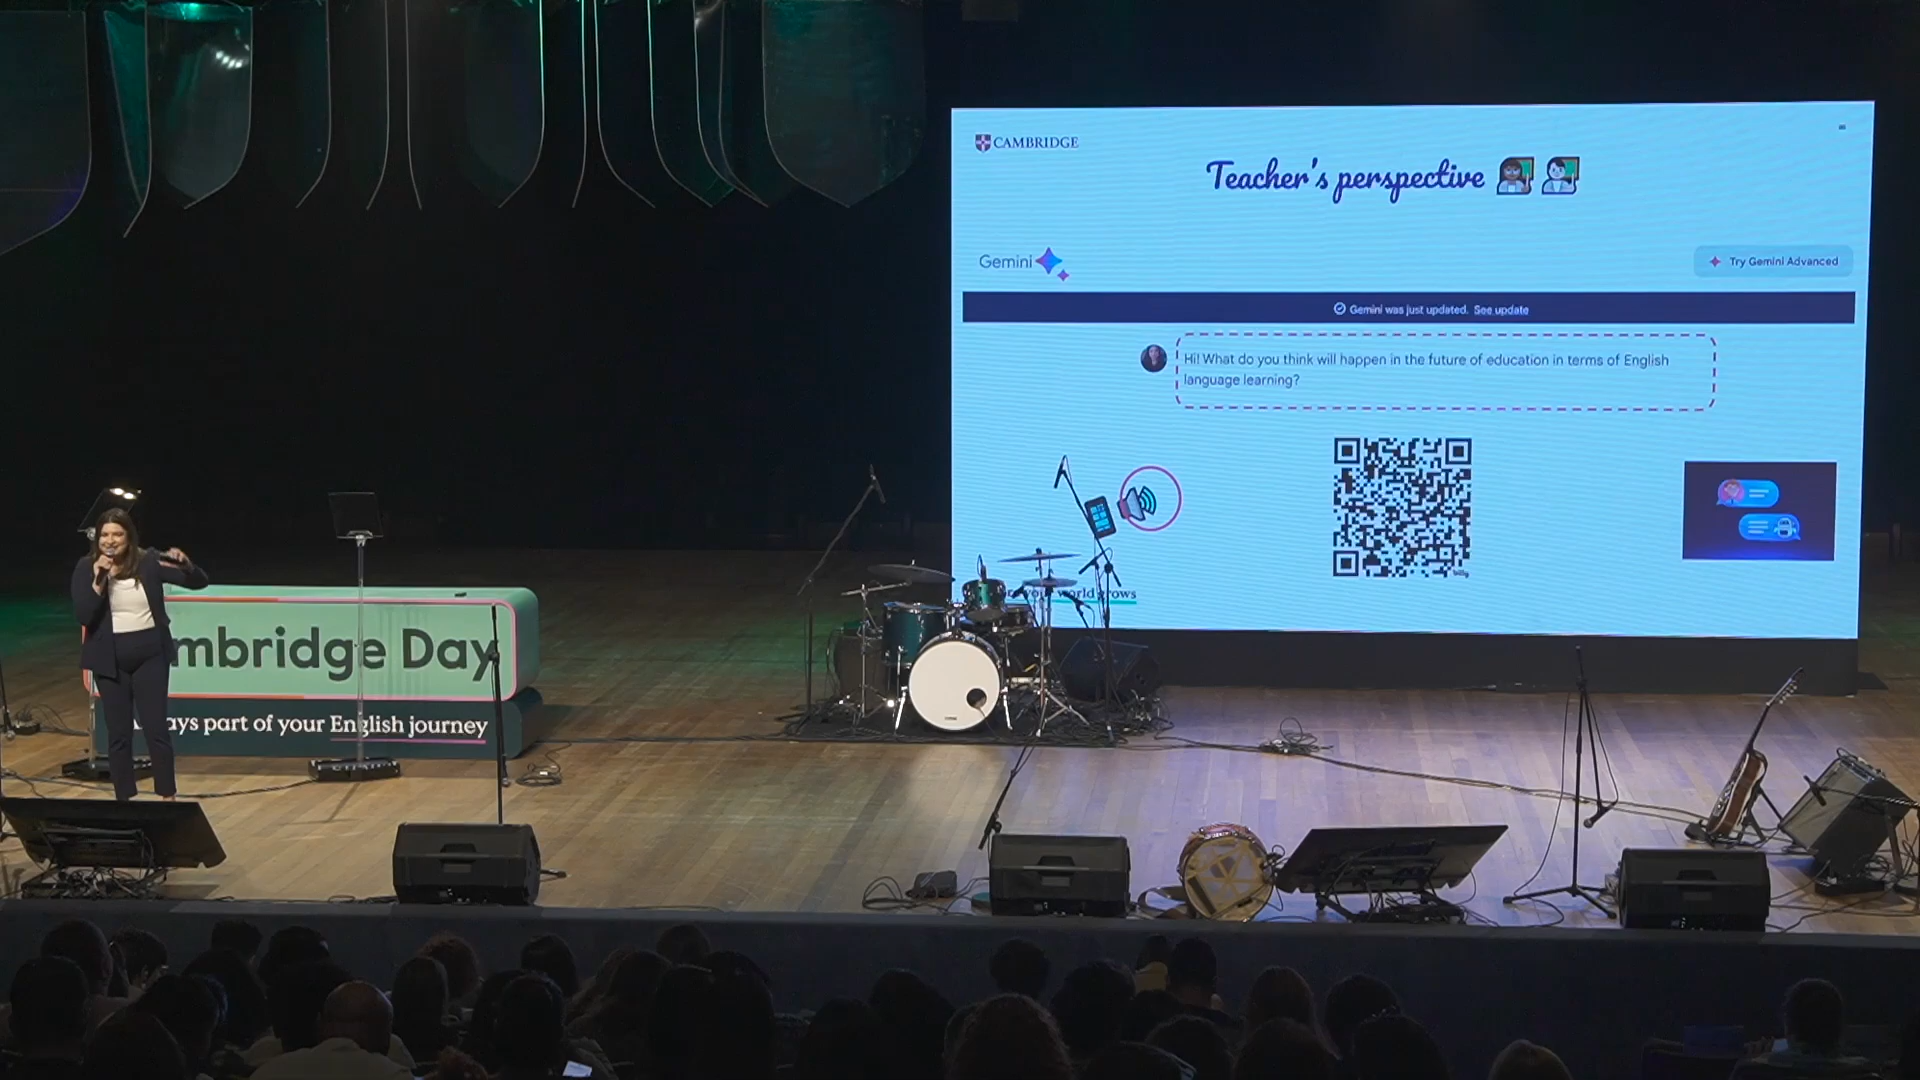 CAMBRIDGE
Teacher's perspective
Gemini
Try Gemini Advanced
Gemini was just updated. See update
Hi! What do you think will happen in the future of education in terms of English
language learning?
your world grows
mbridge Day
ays part of your English journey